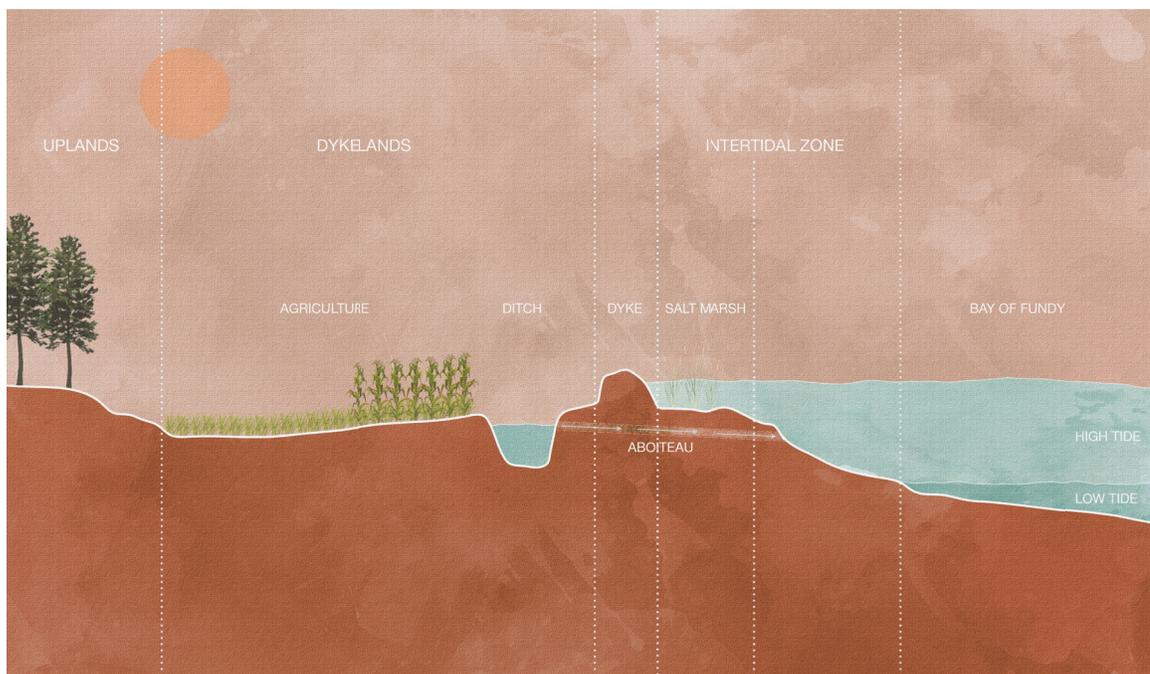 UPLANDS
DYKELANDS
INTERTIDAL ZONE
AGRICULTURE
DITCH
DYKE
SALT MARSH
BAY OF FUNDY
HIGH TIDE
ABOITEAU
LOW TIDE